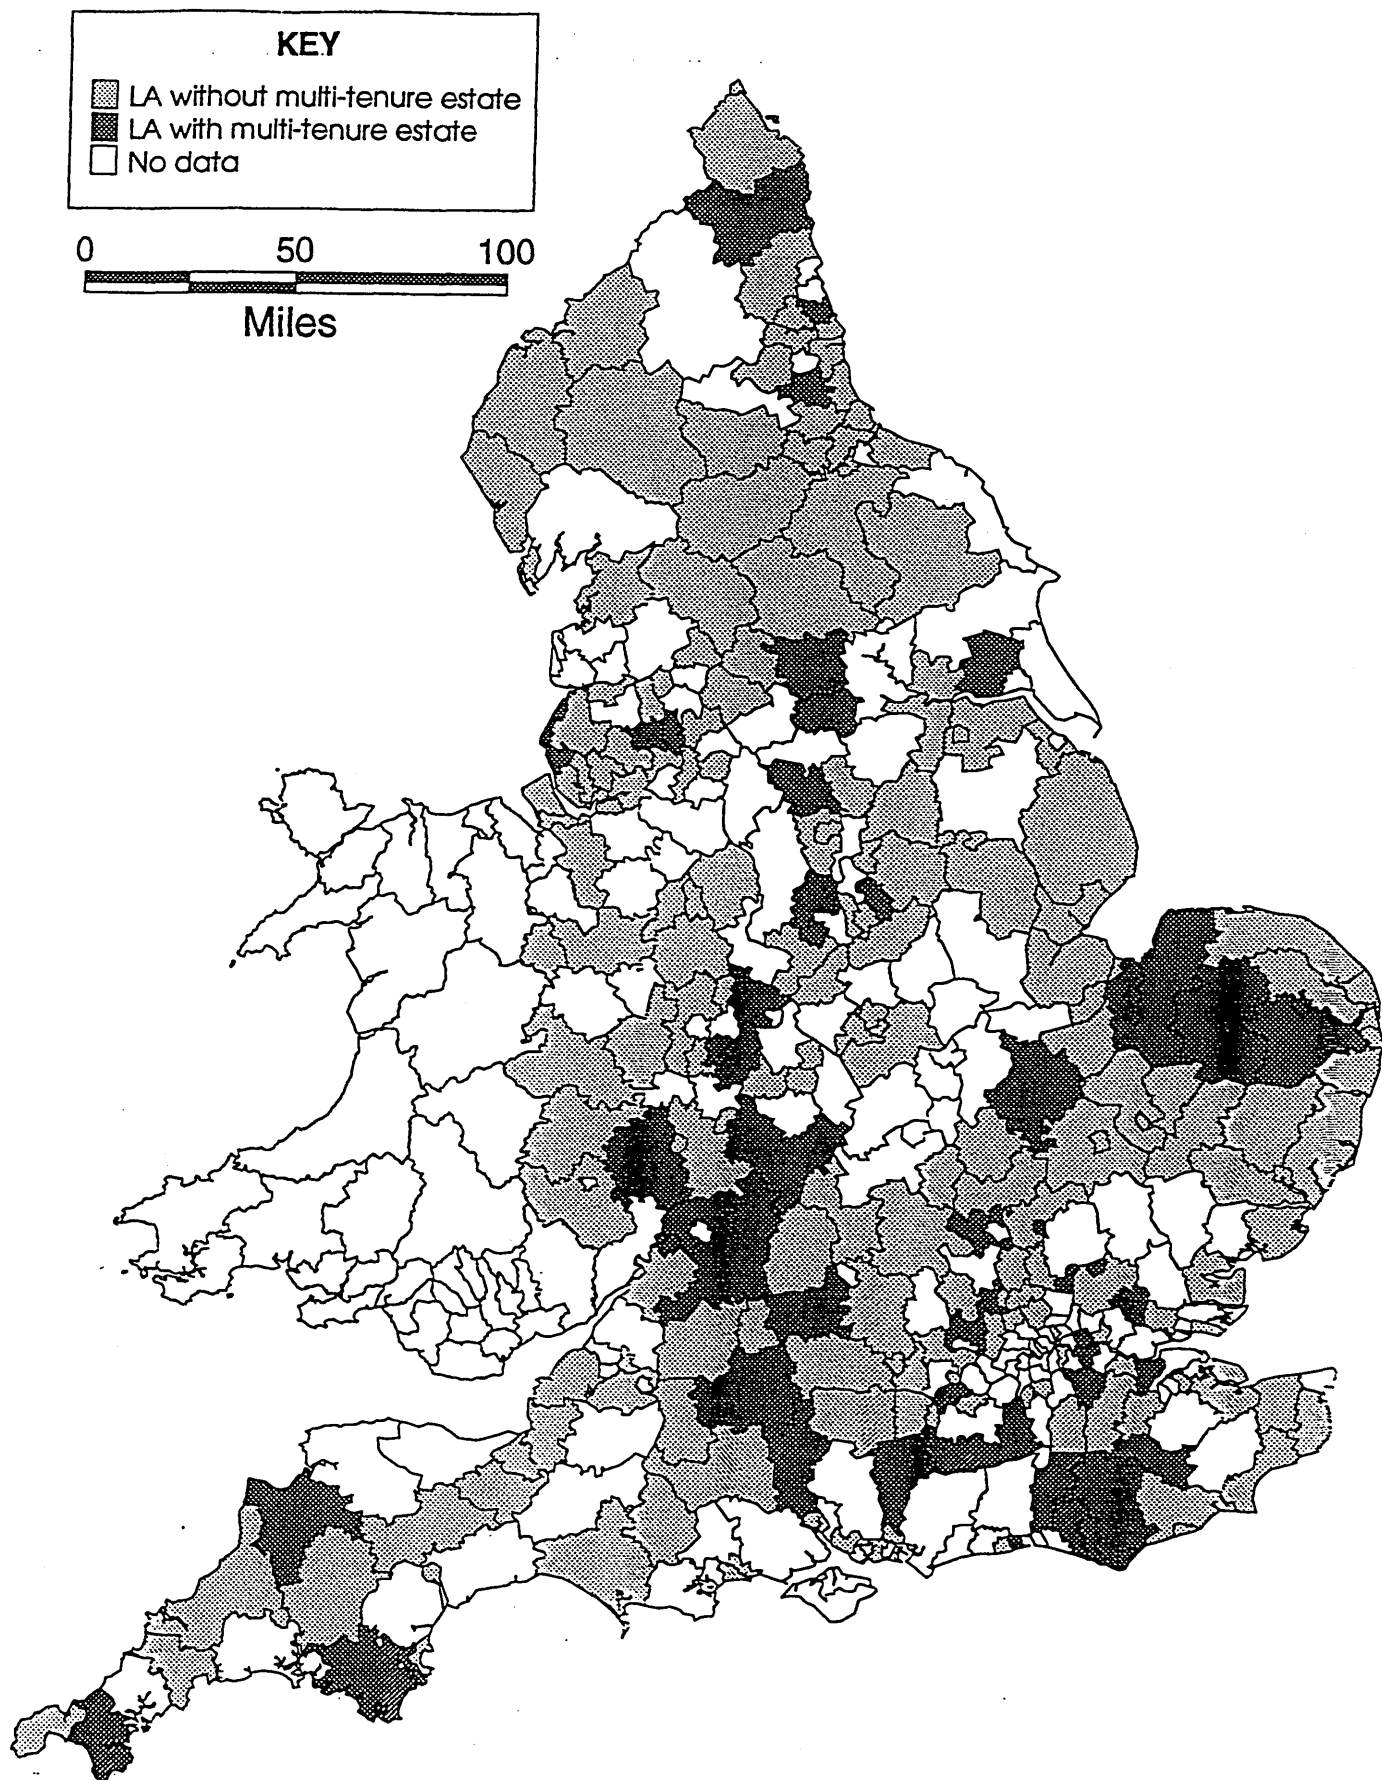 KEY
LA without multi-tenure estate
LA with multi-tenure estate
No data
0 50 100
Miles